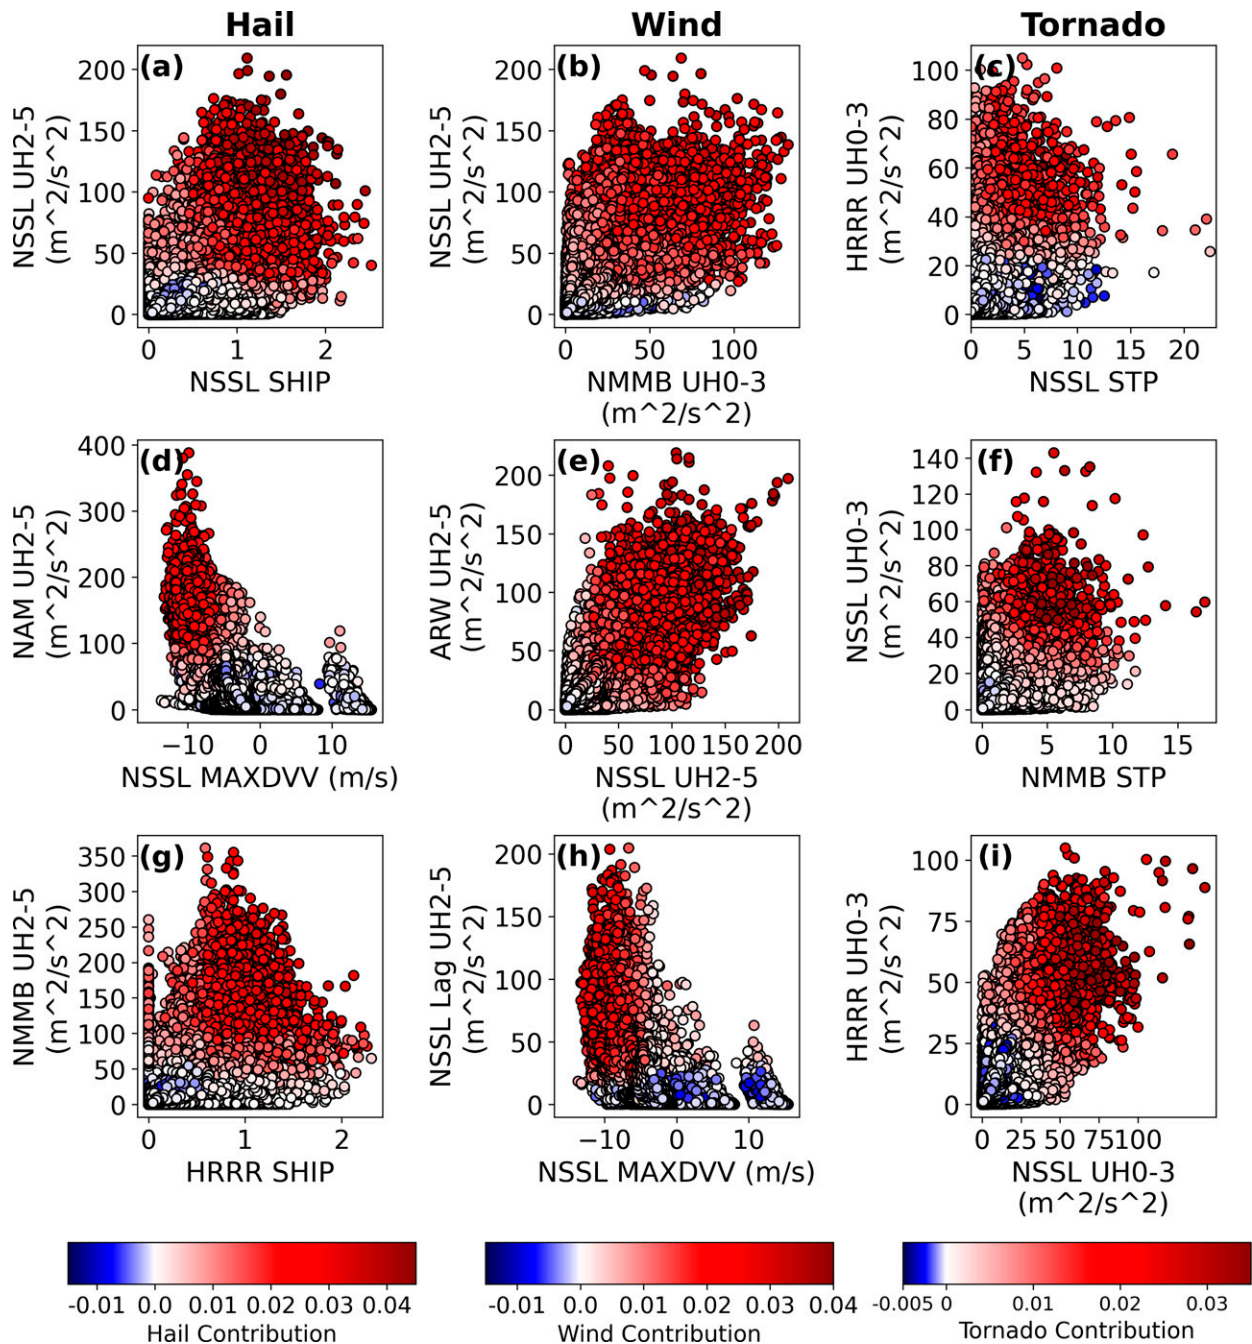 Hail Wind Tornado
(a) (b) (c)
NSSL UH2-5
(m^2/s^2)
200
150
100
50
0
0 1 2
NSSL SHIP
NSSL UH2-5
(m^2/s^2)
200
150
100
50
0
0 50 100
NMMB UH0-3
(m^2/s^2)
HRRR UH0-3
(m^2/s^2)
100
80
60
40
20
0
0 5 10 15 20
NSSL STP
(d) (e) (f)
NAM UH2-5
(m^2/s^2)
400
300
200
100
0
−10 0 10
NSSL MAXDVV (m/s)
ARW UH2-5
(m^2/s^2)
200
150
100
50
0
0 50 100 150 200
NSSL UH2-5
(m^2/s^2)
NSSL UH0-3
(m^2/s^2)
140
120
100
80
60
40
20
0
0 5 10 15
NMMB STP
(g) (h) (i)
NMMB UH2-5
(m^2/s^2)
350
300
250
200
150
100
50
0
0 1 2
HRRR SHIP
NSSL Lag UH2-5
(m^2/s^2)
200
150
100
50
0
−10 0 10
NSSL MAXDVV (m/s)
HRRR UH0-3
(m^2/s^2)
100
75
50
25
0
0 25 50 75 100
NSSL UH0-3
(m^2/s^2)
-0.01 0.0 0.01 0.02 0.03 0.04
Hail Contribution
-0.01 0.0 0.01 0.02 0.03 0.04
Wind Contribution
-0.005 0 0.01 0.02 0.03
Tornado Contribution